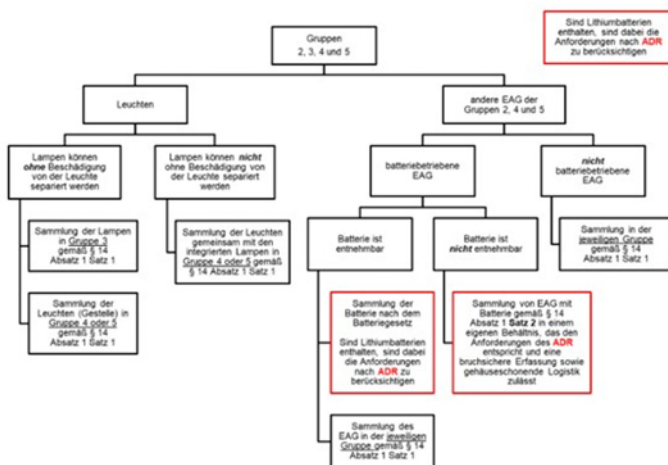 Gruppen
2, 3, 4 und 5
Sind Lithiumbatterien
enthalten, sind dabei die
Anforderungen nach ADR
zu berücksichtigen
Leuchten
andere EAG der
Gruppen 2, 4 und 5
Lampen können
ohne Beschädigung
von der Leuchte
separiert werden
Lampen können nicht
ohne Beschädigung von
der Leuchte separiert
werden
batteriebetriebene
EAG
nicht
batteriebetriebene
EAG
Sammlung der Lampen
in Gruppe 3
gemäß § 14
Absatz 1 Satz 1
Sammlung der Leuchten
gemeinsam mit den
integrierten Lampen in
Gruppe 4 oder 5 gemäß
§ 14 Absatz 1 Satz 1
Batterie ist
entnehmbar
Batterie ist
nicht entnehmbar
Sammlung in der
jeweiligen Gruppe
gemäß § 14
Absatz 1 Satz 1
Sammlung der
Leuchten (Gestelle) in
Gruppe 4 oder 5
gemäß § 14
Absatz 1 Satz 1
Sammlung der
Batterie nach dem
Batteriegesetz
Sind Lithiumbatterien
enthalten, sind dabei
die Anforderungen
nach ADR zu
berücksichtigen
Sammlung von EAG mit
Batterie gemäß § 14
Absatz 1 Satz 2 in einem
eigenen Behältnis, das den
Anforderungen des ADR
entspricht und eine
bruchsichere Erfassung sowie
gehäuseschonende Logistik
zulässt
Sammlung des
EAG in der jeweiligen
Gruppe gemäß § 14
Absatz 1 Satz 1